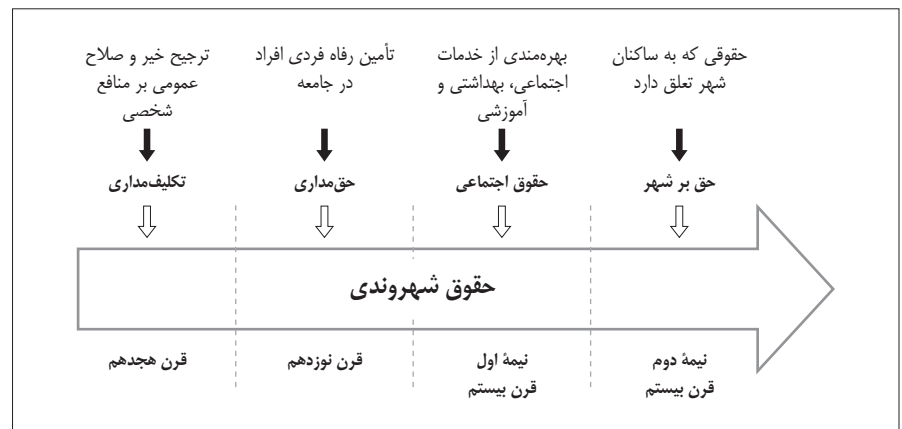 حقوقی که به ساکنان
شهر تعلق دارد
بهره‌مندی از خدمات
اجتماعی، بهداشتی و
آموزشی
تأمین رفاه فردی افراد
در جامعه
ترجیح خیر و صلاح
عمومی بر منافع
شخصی
حق بر شهر
حقوق اجتماعی
حق‌مداری
تکلیف‌مداری
حقوق شهروندی
نیمهٔ دوم
قرن بیستم
نیمهٔ اول
قرن بیستم
قرن نوزدهم
قرن هجدهم